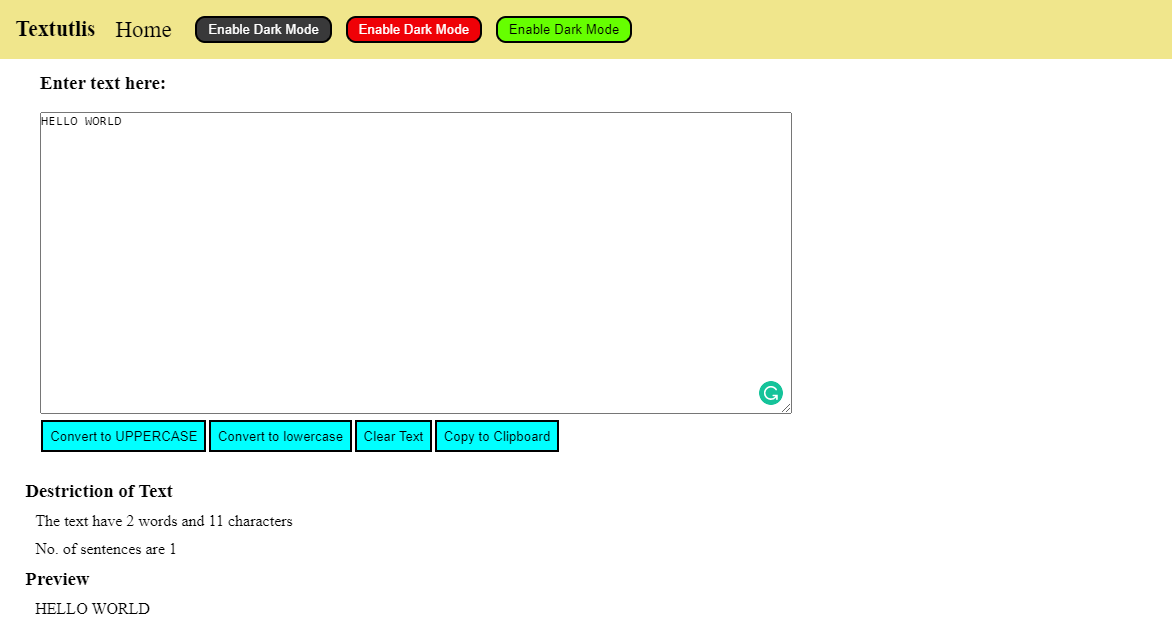 Textutlis Home Enable Dark Mode Enable Dark Mode Enable Dark Mode
Enter text here:
HELLO WORLD
Convert to UPPERCASE Convert to lowercase Clear Text Copy to Clipboard
Destriction of Text
The text have 2 words and 11 characters
No. of sentences are 1
Preview
HELLO WORLD